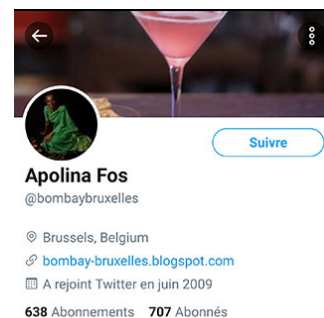 Suivre
Apolina Fos
@bombaybruxelles
Brussels, Belgium
bombay-bruxelles.blogspot.com
A rejoint Twitter en juin 2009
638 Abonnements 707 Abonnés